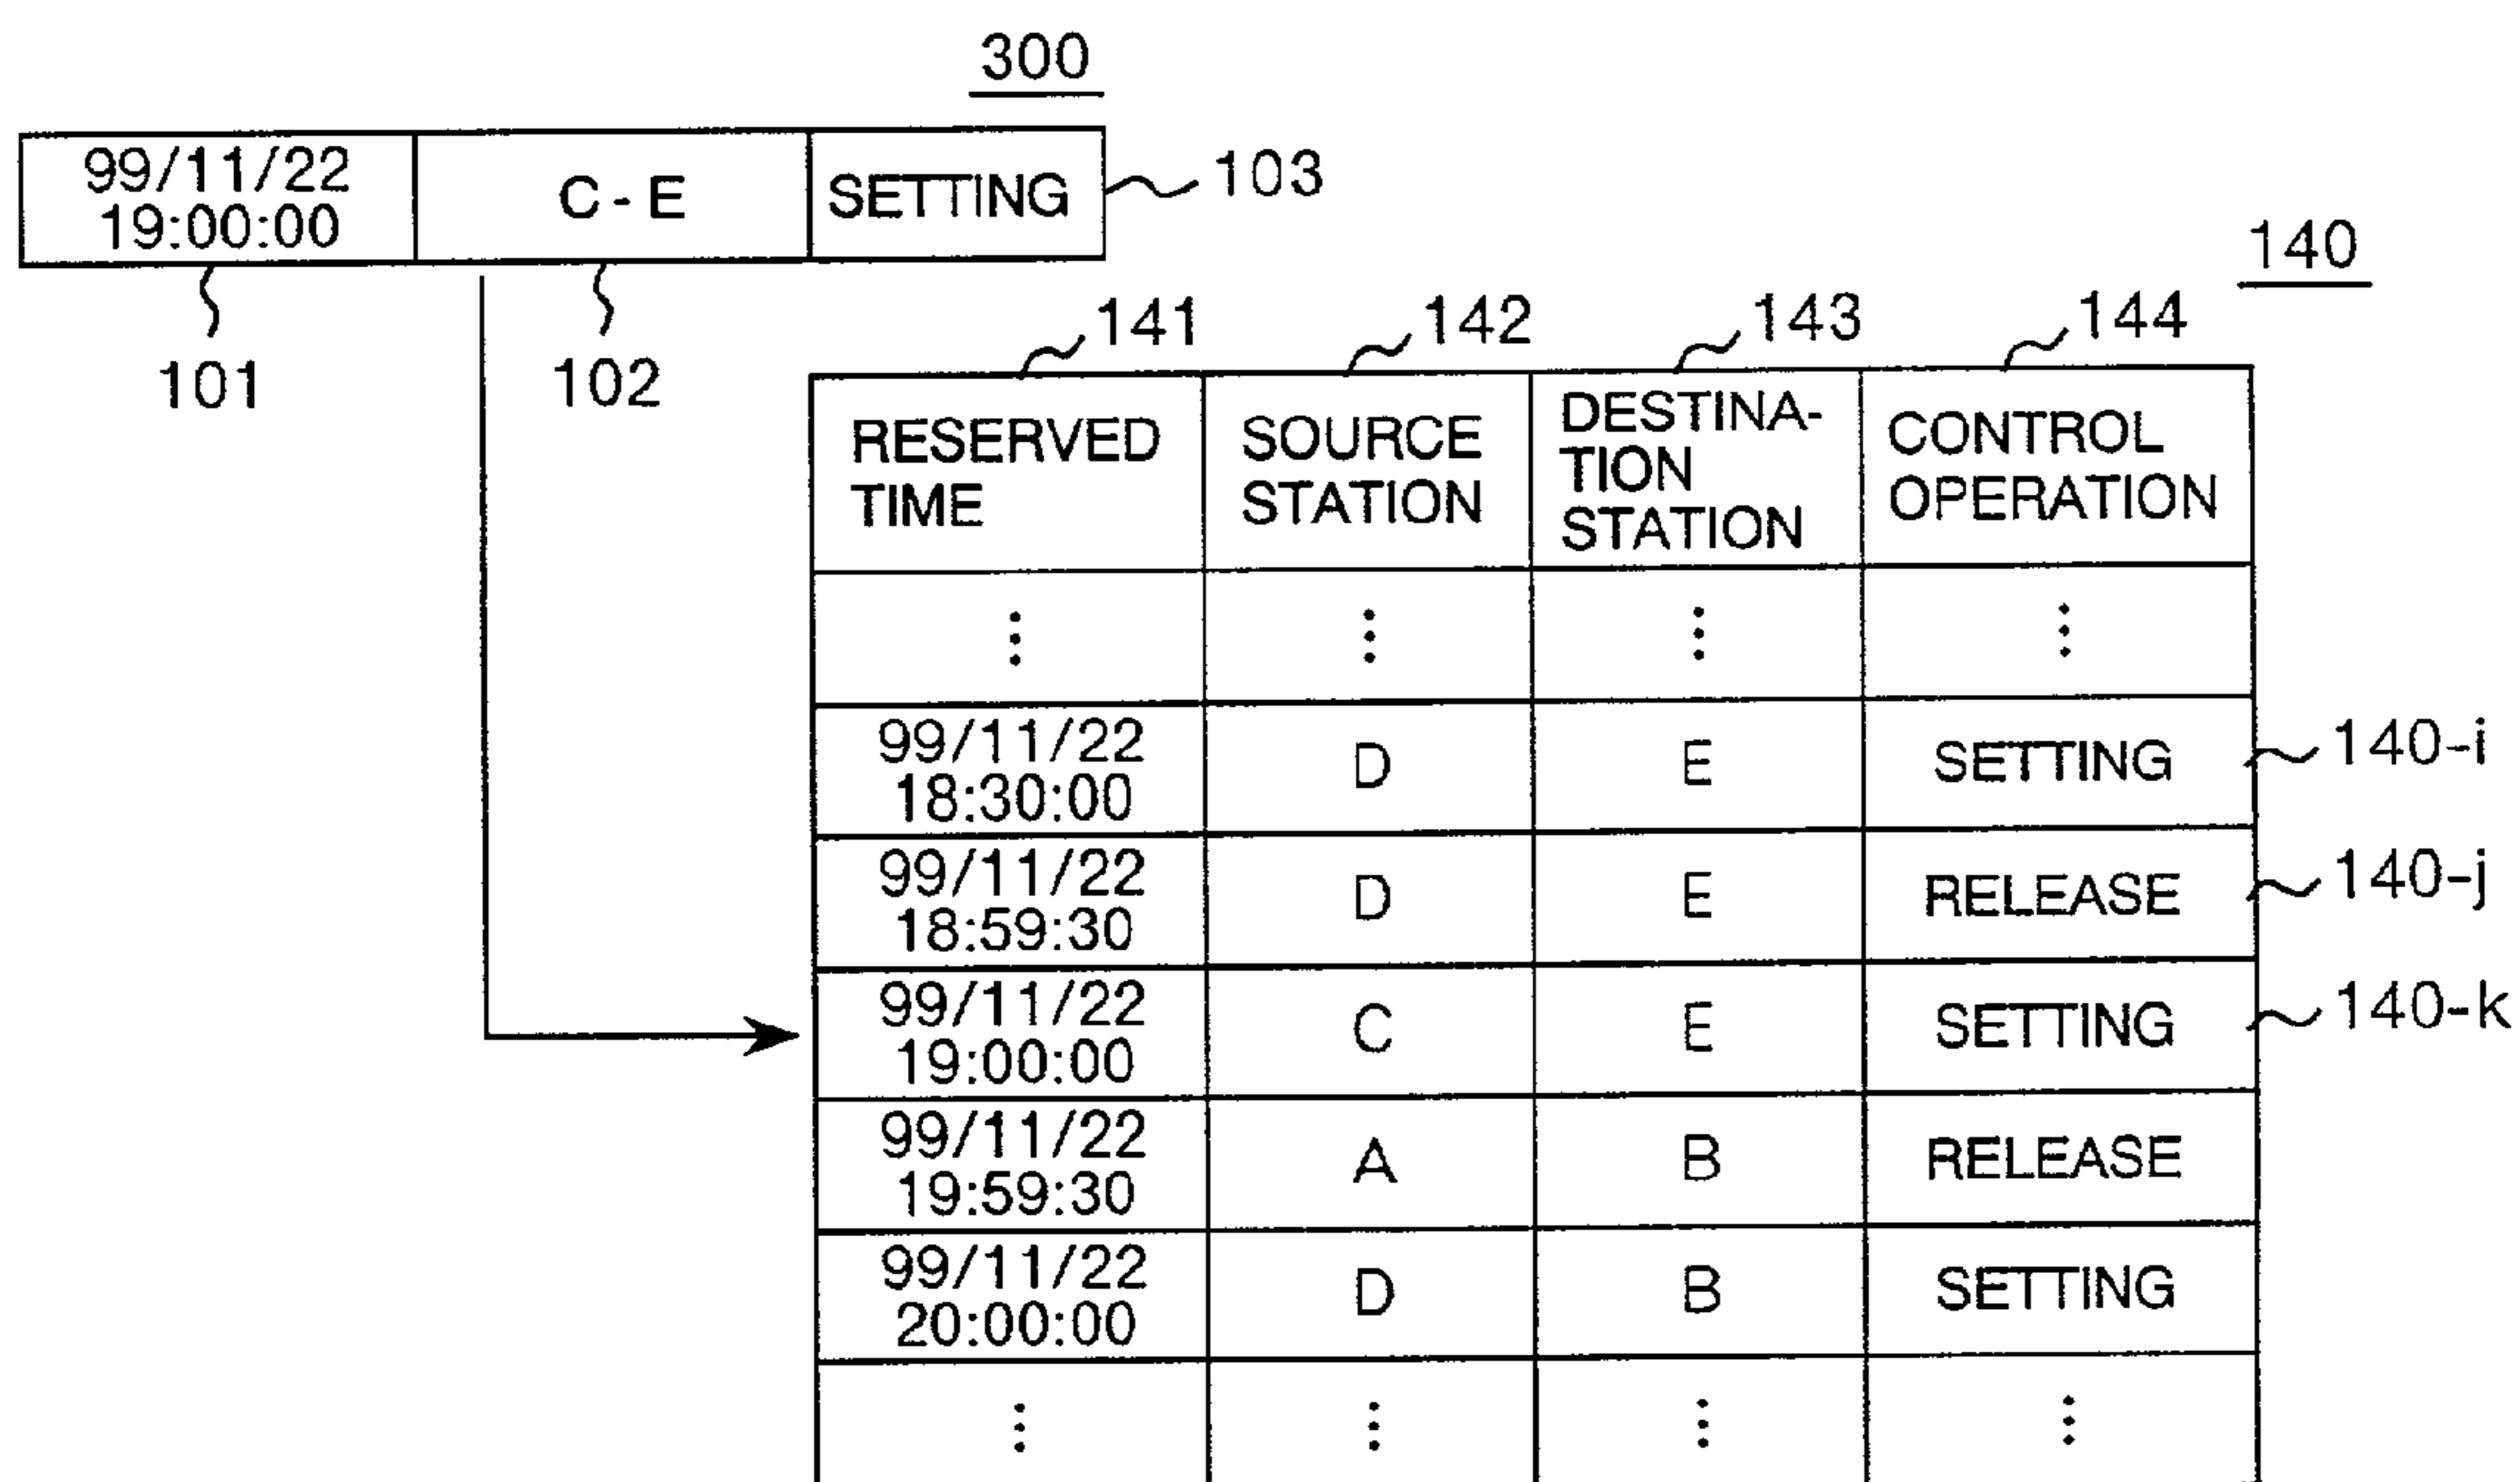 300
99/11/22
19:00:00
C - E
SETTING
103
101
102
140
141
142
143
144
RESERVED
TIME
SOURCE
STATION
DESTINA-
TION
STATION
CONTROL
OPERATION
99/11/22
18:30:00
D
E
SETTING
140-i
99/11/22
18:59:30
D
E
RELEASE
140-j
99/11/22
19:00:00
C
E
SETTING
140-k
99/11/22
19:59:30
A
B
RELEASE
99/11/22
20:00:00
D
B
SETTING